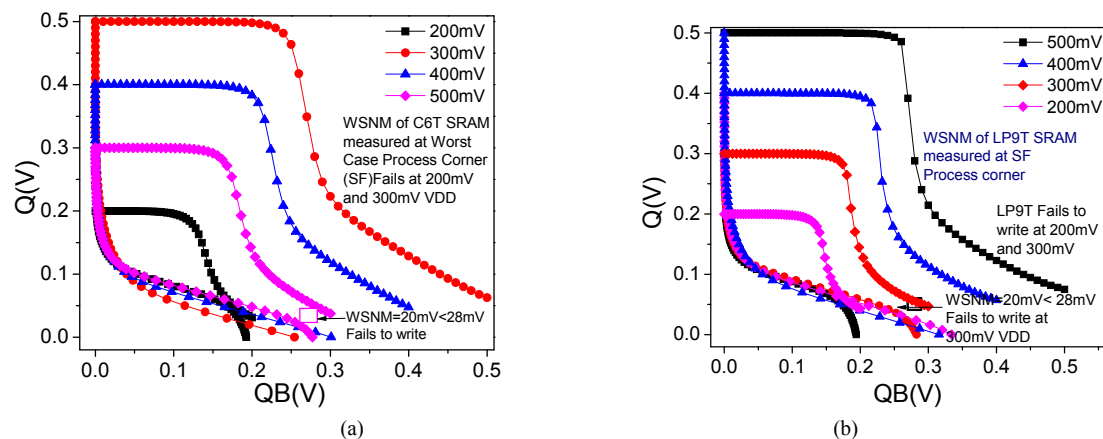 0.5
0.4
0.3
0.2
0.1
0.0
Q(V)
0.0 0.1 0.2 0.3 0.4 0.5
QB(V)
200mV
300mV
400mV
500mV
WSNM of C6T SRAM
measured at Worst
Case Process Corner
(SF)Fails at 200mV
and 300mV VDD
WSNM=20mV<28mV
Fails to write
(a)
0.5
0.4
0.3
0.2
0.1
0.0
Q(V)
0.0 0.1 0.2 0.3 0.4 0.5
QB(V)
500mV
400mV
300mV
200mV
WSNM of LP9T SRAM
measured at SF
Process corner
LP9T Fails to
write at 200mV
and 300mV
WSNM=20mV< 28mV
Fails to write at
300mV VDD
(b)